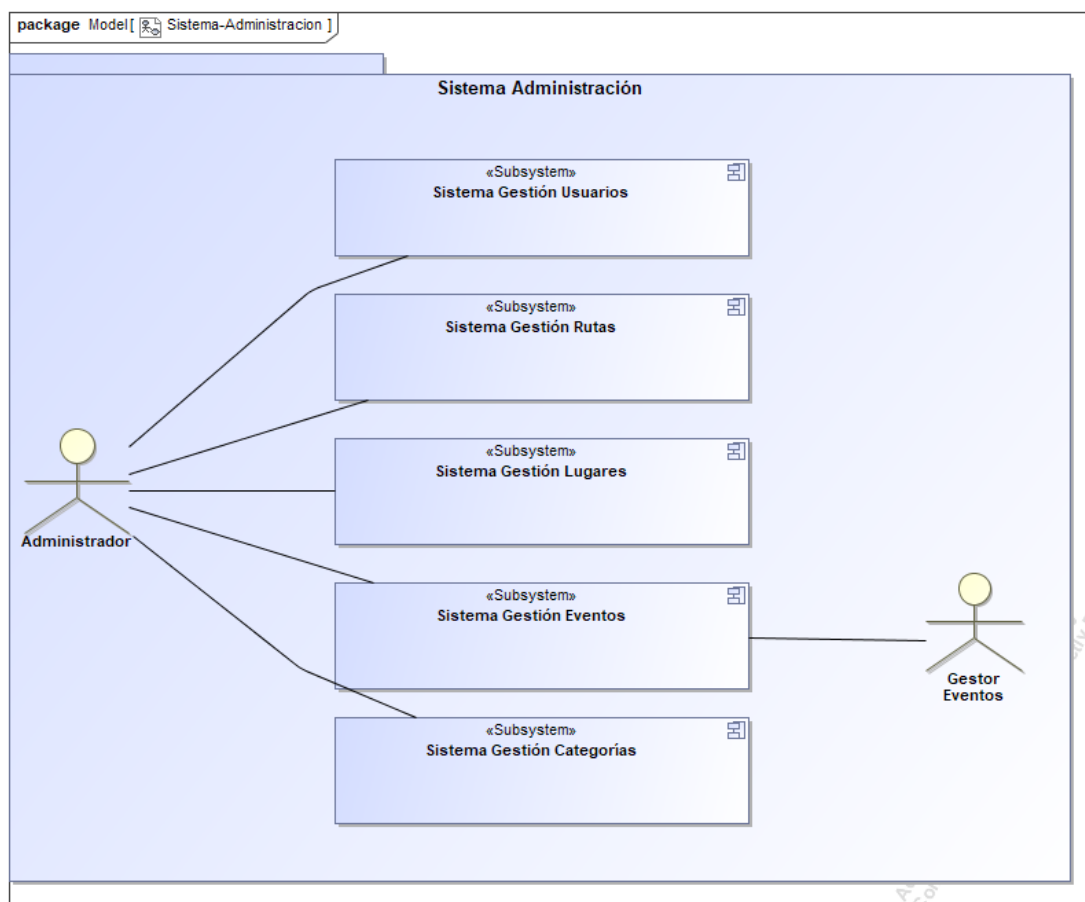 package Model[ Sistema-Administracion ]
Sistema Administración
«Subsystem»
Sistema Gestión Usuarios
«Subsystem»
Sistema Gestión Rutas
«Subsystem»
Sistema Gestión Lugares
Administrador
«Subsystem»
Sistema Gestión Eventos
Gestor
Eventos
«Subsystem»
Sistema Gestión Categorías